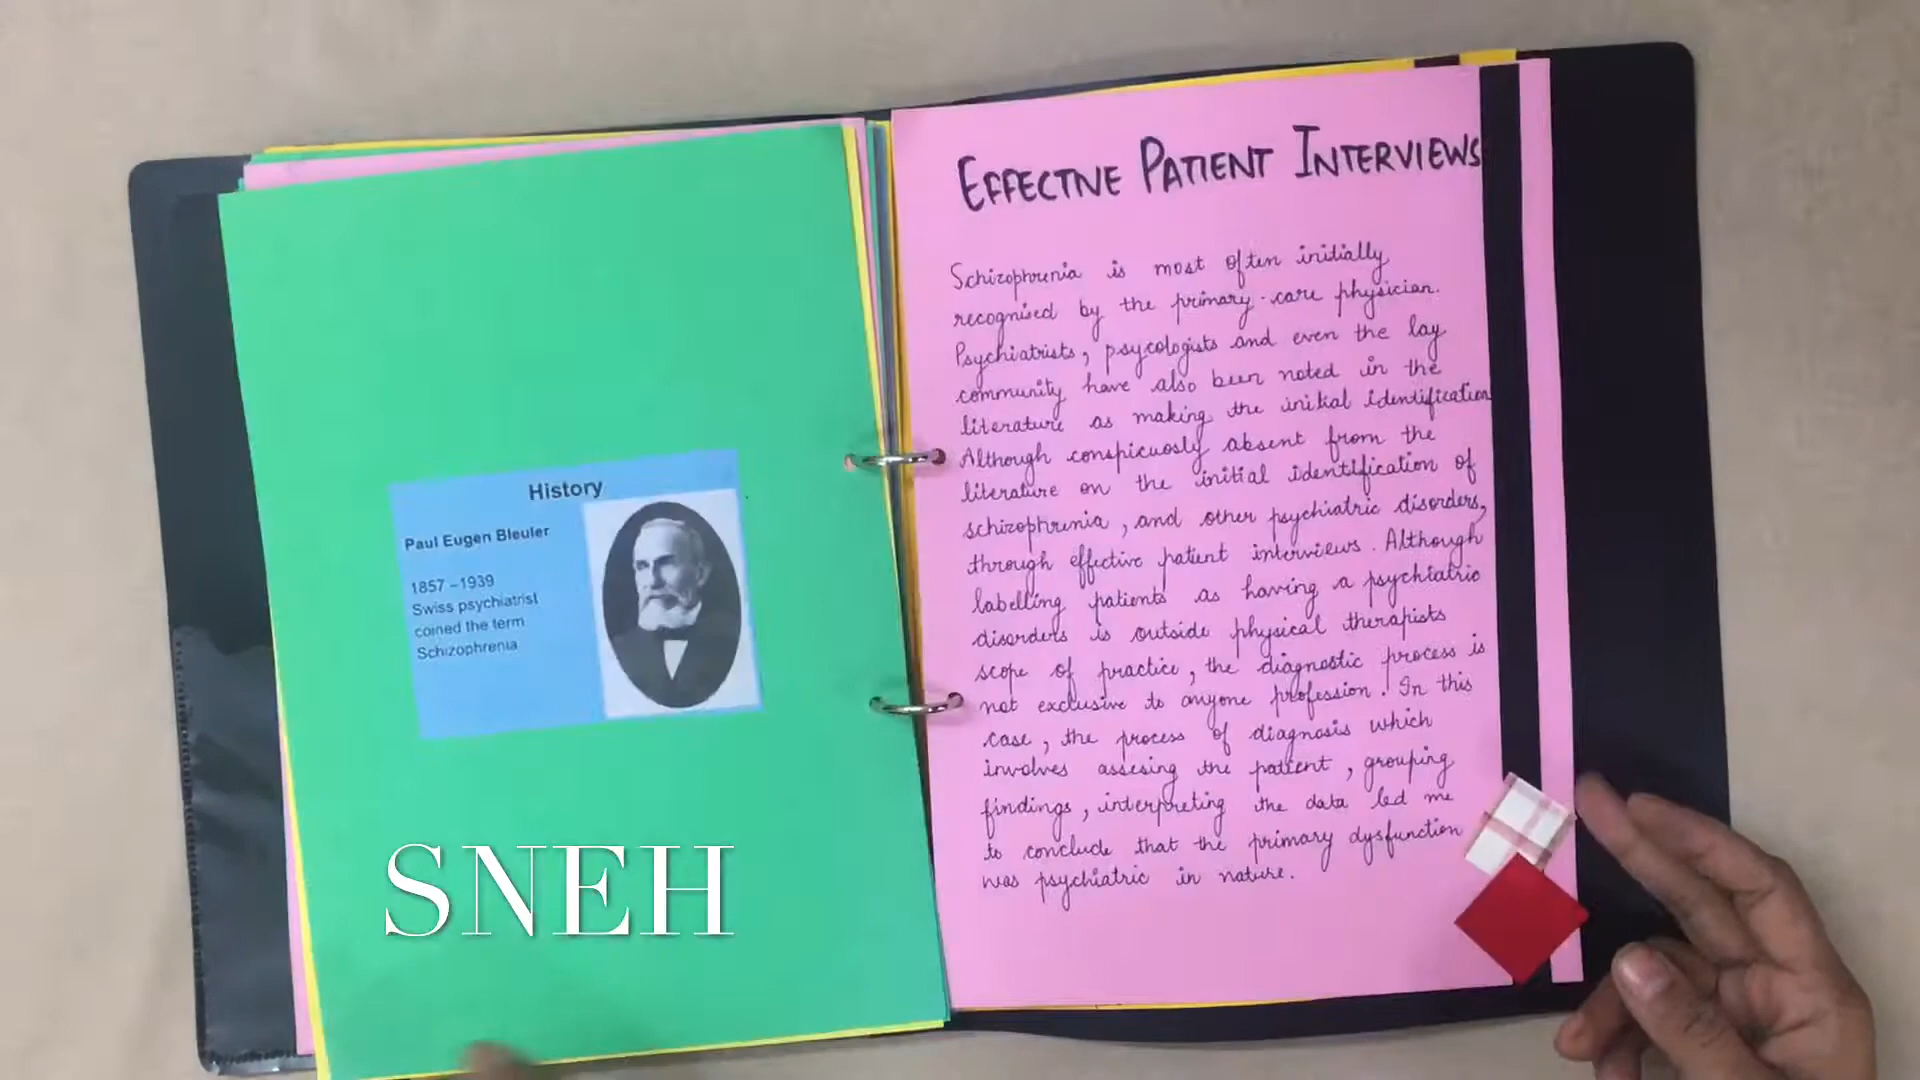 History
Paul Eugen Bleuler
1857 – 1939
Swiss psychiatrist
coined the term
Schizophrenia
SNEH
EFFECTIVE PATIENT INTERVIEWS
Schizophrenia is most often initially
recognised by the primary-care physician.
Psychiatrists, psycologists and even the lay
community have also been noted in the
literature as making the initial identification
Although conspicuosly absent from the
literature on the initial identification of
schizophrenia, and other psychiatric disorders,
through effective patient interviews. Although
labelling patients as having a psychiatric
disorders is outside physical therapists
scope of practice, the diagnostic process is
not exclusive to anyone profession. In this
case, the process of diagnosis which
involves assesing the patient, grouping
findings, interpreting the data led me
to conclude that the primary dysfunction
was psychiatric in nature.